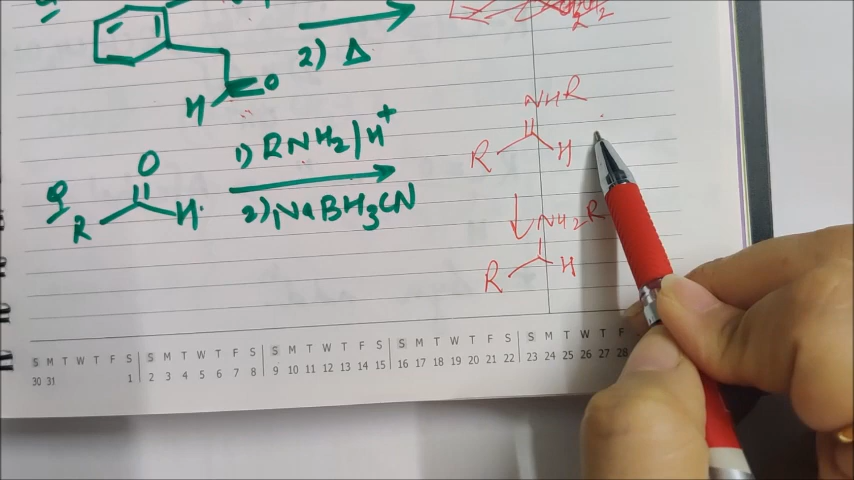 2) Δ
H O
1) RNH2/H+
O
Q R H.
2) NaBH3CN
NHR
R H
NH2R
R H
S M T W T F S S M T W T F S S M T W T F S S M T W T F S S M T W T F
30 31 1 2 3 4 5 6 7 8 9 10 11 12 13 14 15 16 17 18 19 20 21 22 23 24 25 26 27 28